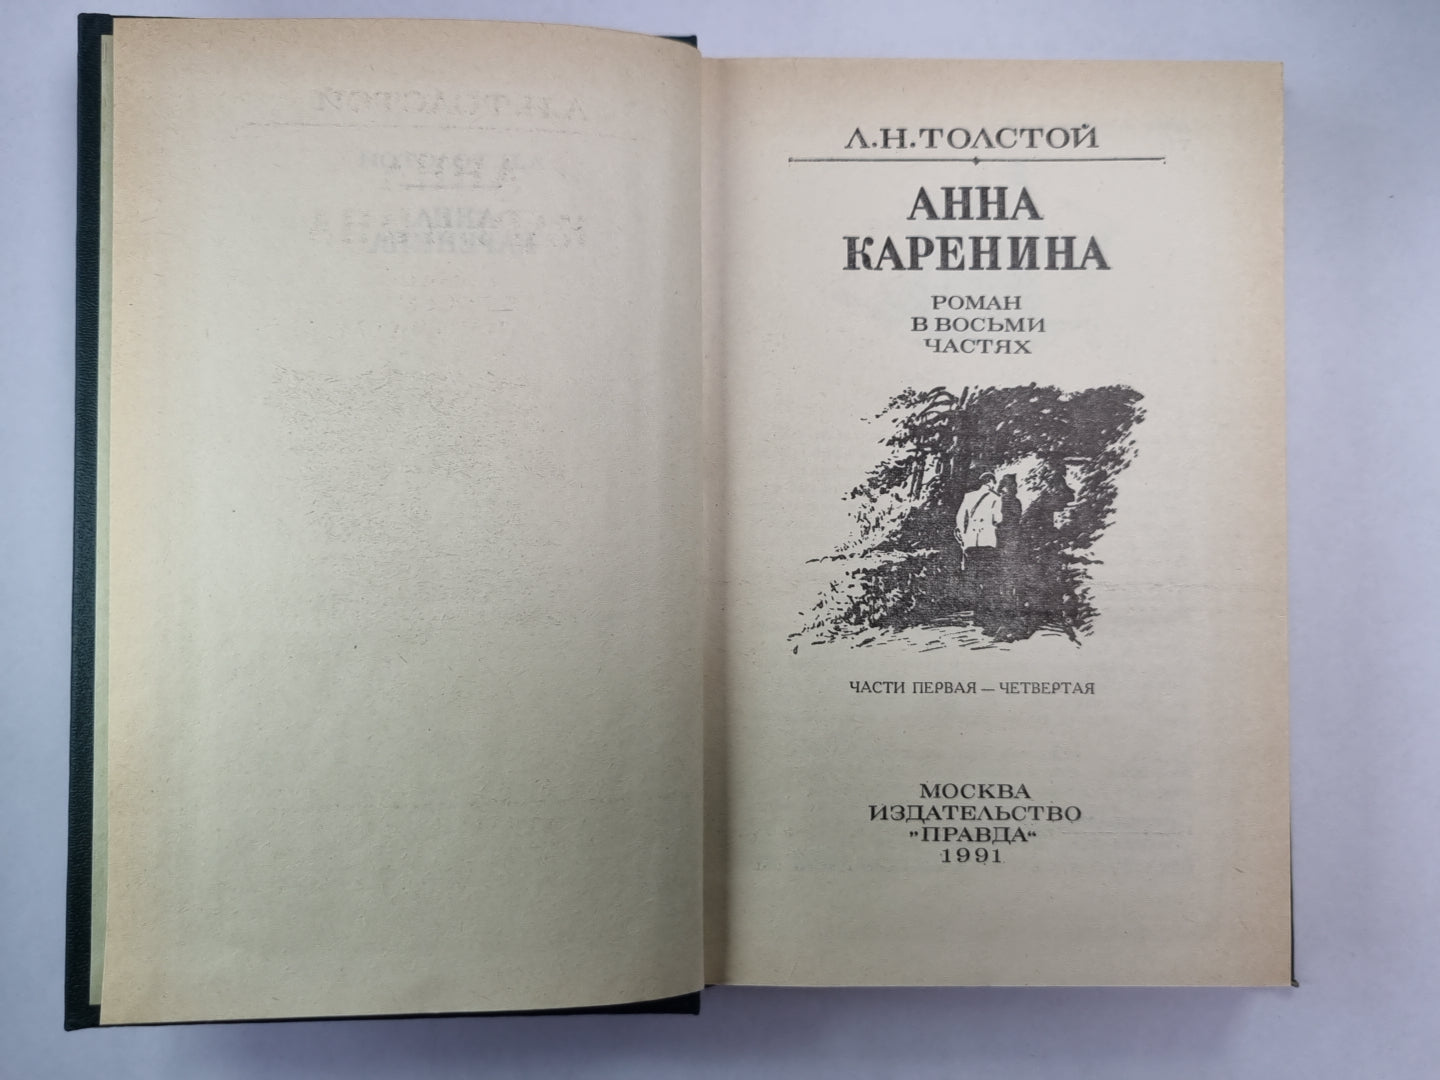 Л.Н.ТОЛСТОЙ
АННА
КАРЕНИНА
РОМАН
В ВОСЬМИ
ЧАСТЯХ
ЧАСТИ ПЕРВАЯ — ЧЕТВЕРТАЯ
МОСКВА
ИЗДАТЕЛЬСТВО
„ПРАВДА“
1991